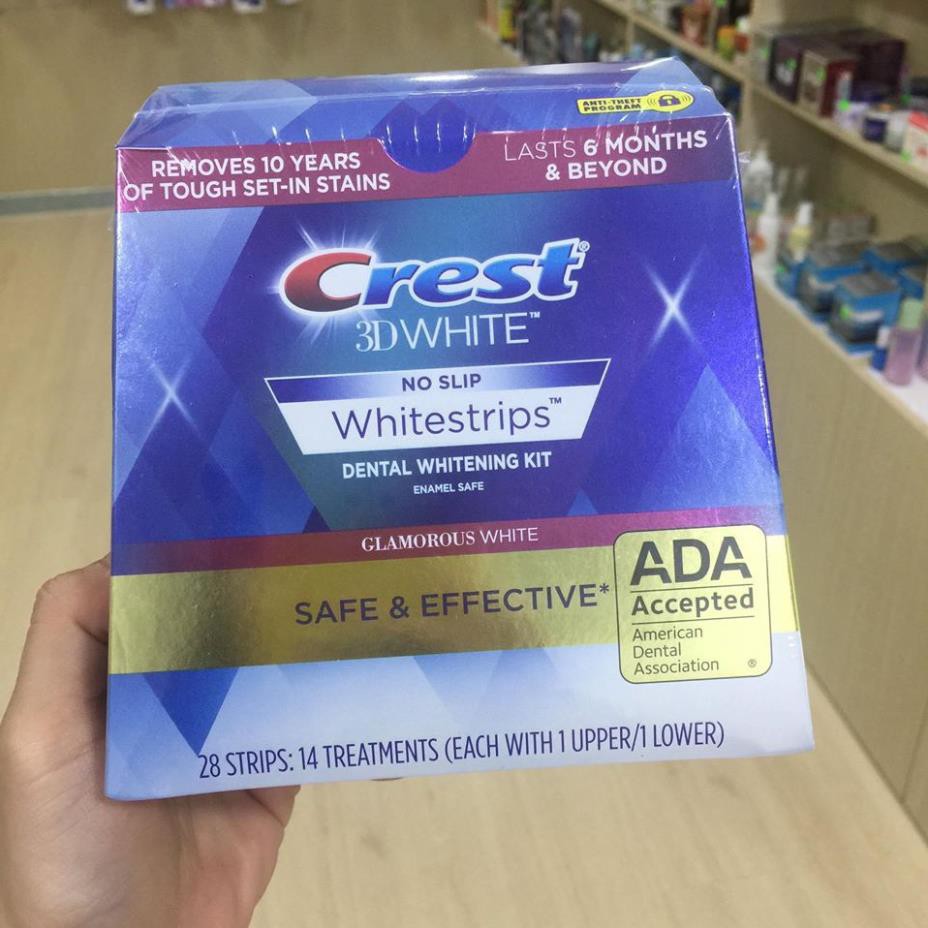 ANTI-THEFT
PROGRAM
REMOVES 10 YEARS
OF TOUGH SET-IN STAINS
LASTS 6 MONTHS
& BEYOND
Crest®
3D WHITE™
NO SLIP
Whitestrips™
DENTAL WHITENING KIT
ENAMEL SAFE
GLAMOROUS WHITE
SAFE & EFFECTIVE*
ADA
Accepted
American
Dental
Association ®
28 STRIPS: 14 TREATMENTS (EACH WITH 1 UPPER/1 LOWER)